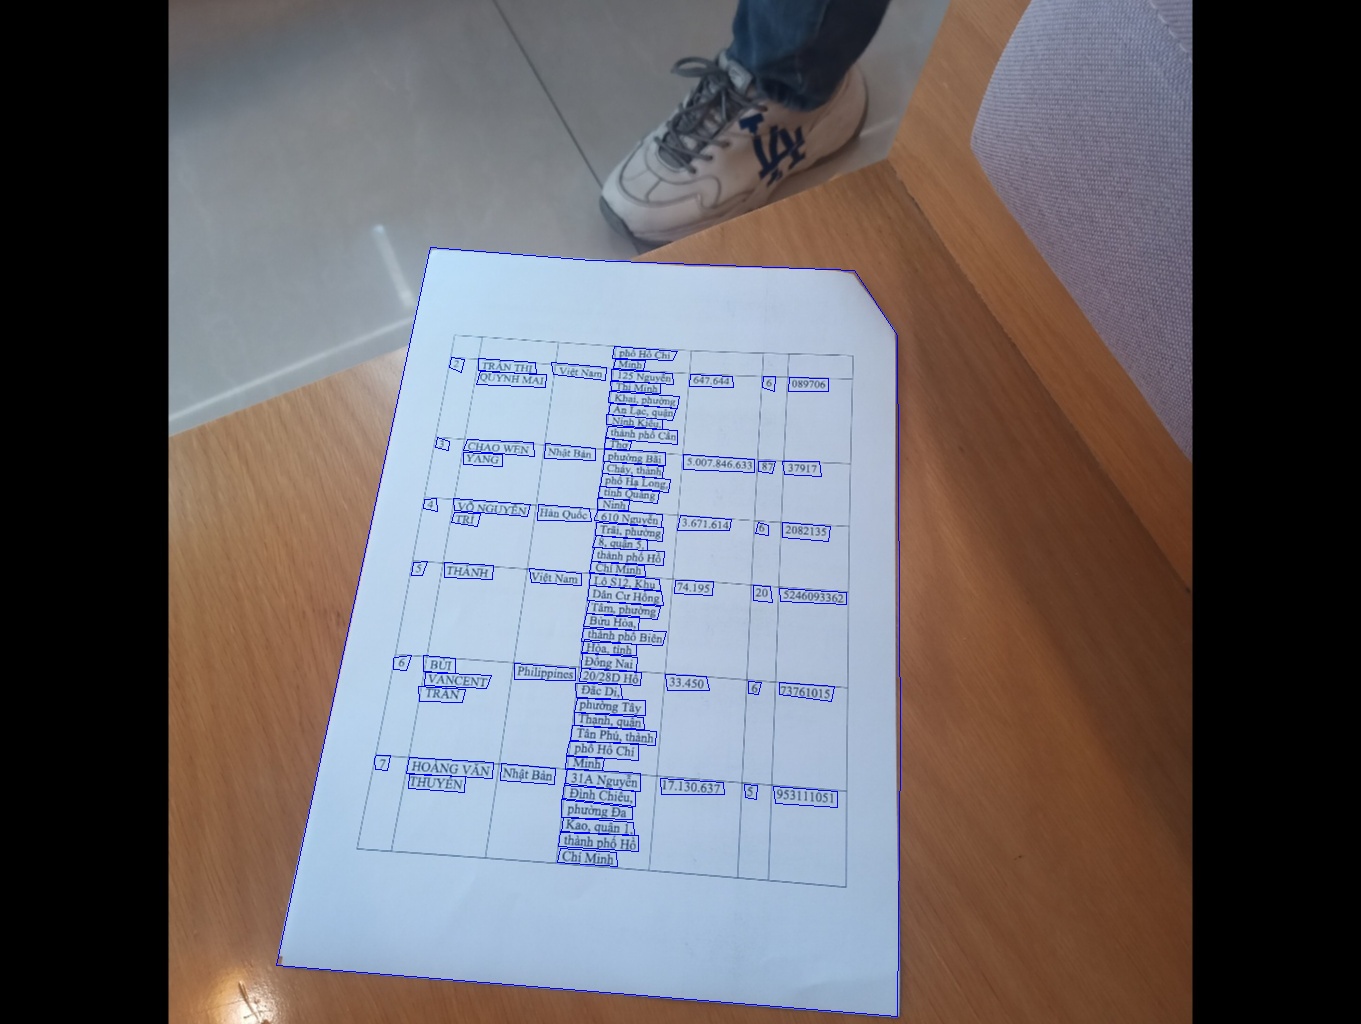 LA
phố Hồ Chí
Minh
2 TRẦN THỊ QUỲNH MAI Việt Nam 125 Nguyễn Thị Minh Khai, phường An Lạc, quận Ninh Kiều, thành phố Cần Thơ 647.644 6 089706
3 CHAO WEN YANG Nhật Bản phường Bãi Cháy, thành phố Hạ Long, tỉnh Quảng Ninh 5.007.846.633 87 37917
4 VÕ NGUYÊN TRÍ Hàn Quốc 610 Nguyễn Trãi, phường 8, quận 5, thành phố Hồ Chí Minh 3.671.614 6 2082135
5 THÀNH Việt Nam Lô S12, Khu Dân Cư Hồng Tâm, phường Bửu Hòa, thành phố Biên Hòa, tỉnh Đồng Nai 74.195 20 5246093362
6 BÙI VANCENT TRAN Philippines 20/28D Hồ Đắc Di, phường Tây Thạnh, quận Tân Phú, thành phố Hồ Chí Minh 33.450 6 73761015
7 HOÀNG VĂN THUYÊN Nhật Bản 31A Nguyễn Đình Chiểu, phường Đa Kao, quận 1, thành phố Hồ Chí Minh 17.130.637 5 953111051